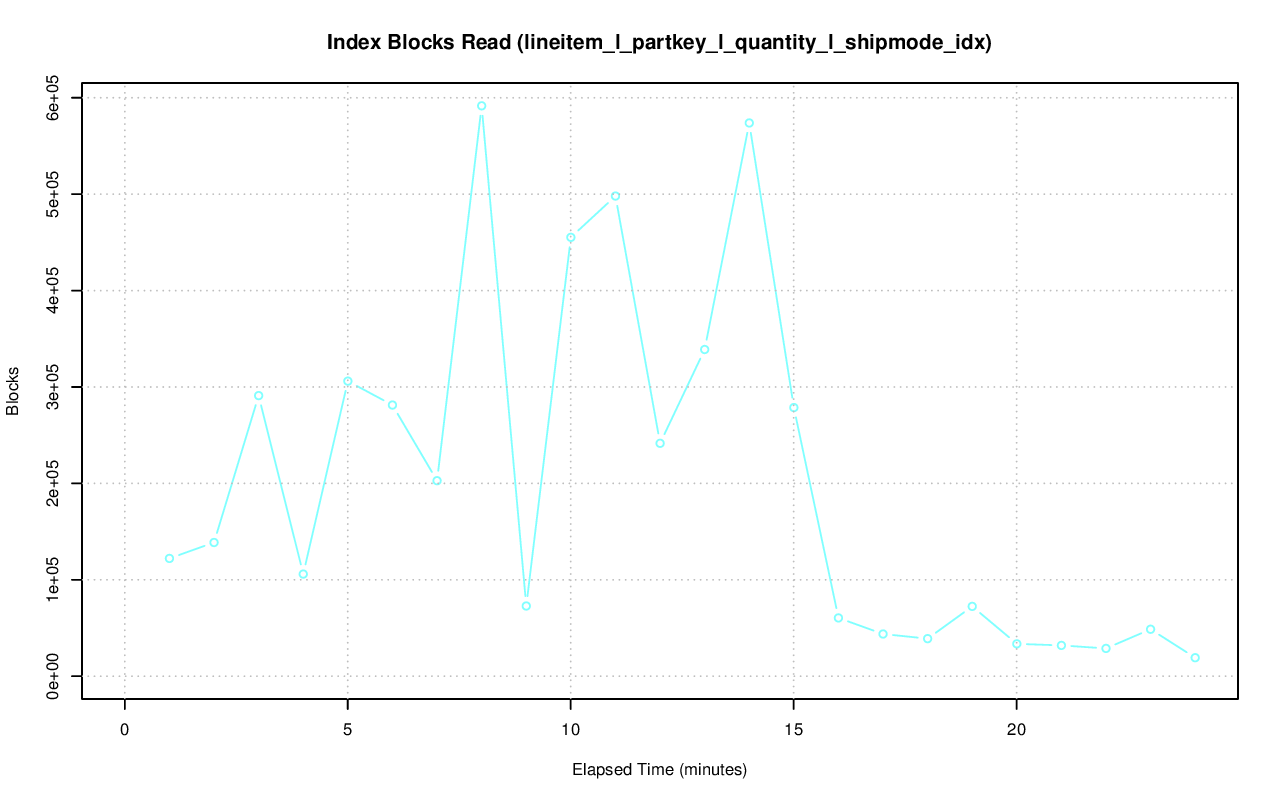 Index Blocks Read (lineitem_l_partkey_l_quantity_l_shipmode_idx)
6e+05
5e+05
4e+05
3e+05
2e+05
1e+05
0e+00
Blocks
0 5 10 15 20
Elapsed Time (minutes)